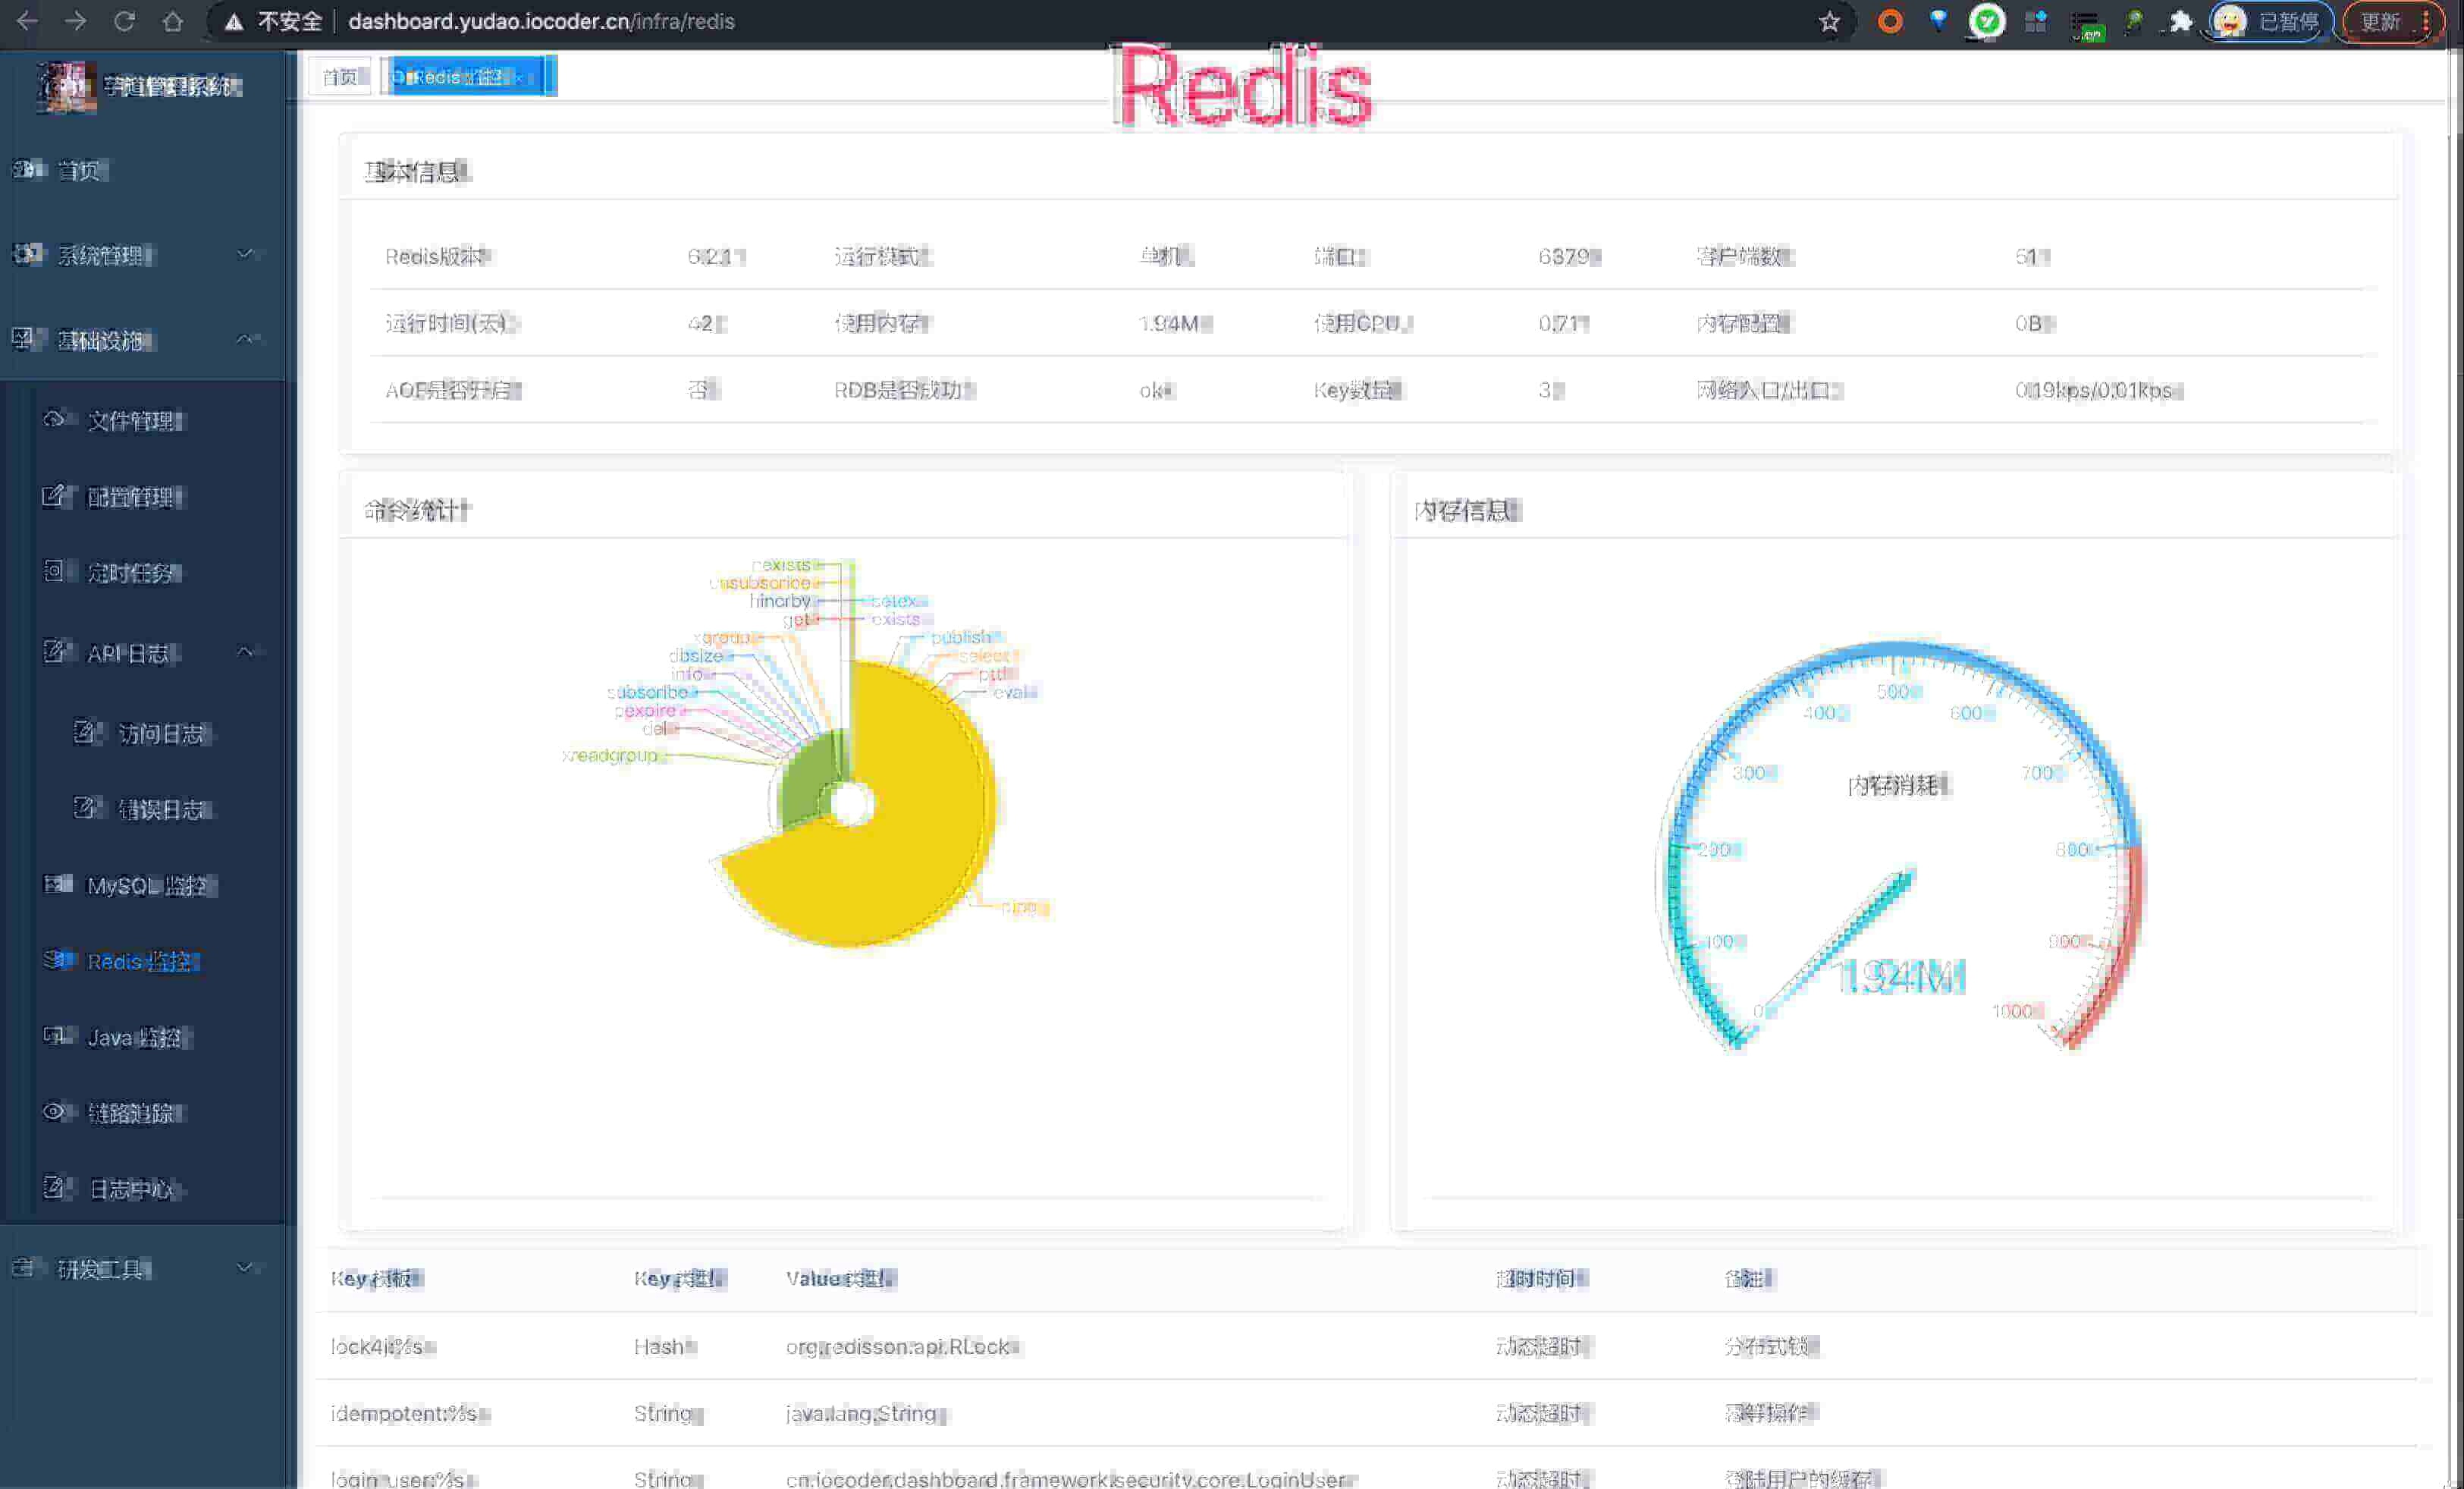 不安全 | dashboard.yudao.iocoder.cn/infra/redis 已暂停 更新
Redis
芋道管理系统
首页
系统管理
基础设施
文件管理
配置管理
定时任务
API 日志
访问日志
错误日志
MySQL 监控
Redis 监控
Java 监控
链路追踪
日志中心
研发工具
首页 Redis 监控
基本信息
Redis版本 6.2.1 运行模式 单机 端口 6379 客户端数 51
运行时间(天) 42 使用内存 1.94M 使用CPU 0.71 内存配置 0B
AOF是否开启 否 RDB是否成功 ok Key数量 3 网络入口/出口 0.19kps/0.01kps
命令统计
exists
unsubscribe
hincrby setex
get exists
xgroup publish
dbsize select
info pttl
subscribe eval
pexpire
del
xreadgroup
ping
内存信息
500
400 600
300 内存消耗 700
200 800
100 900
1.94M
0 1000
Key 模板 Key 类型 Value 类型 超时时间 备注
lock4j:%s Hash org.redisson.api.RLock 动态超时 分布式锁
idempotent:%s String java.lang.String 动态超时 幂等操作
login_user:%s String cn.iocoder.dashboard.framework.security.core.LoginUser 动态超时 登陆用户的缓存